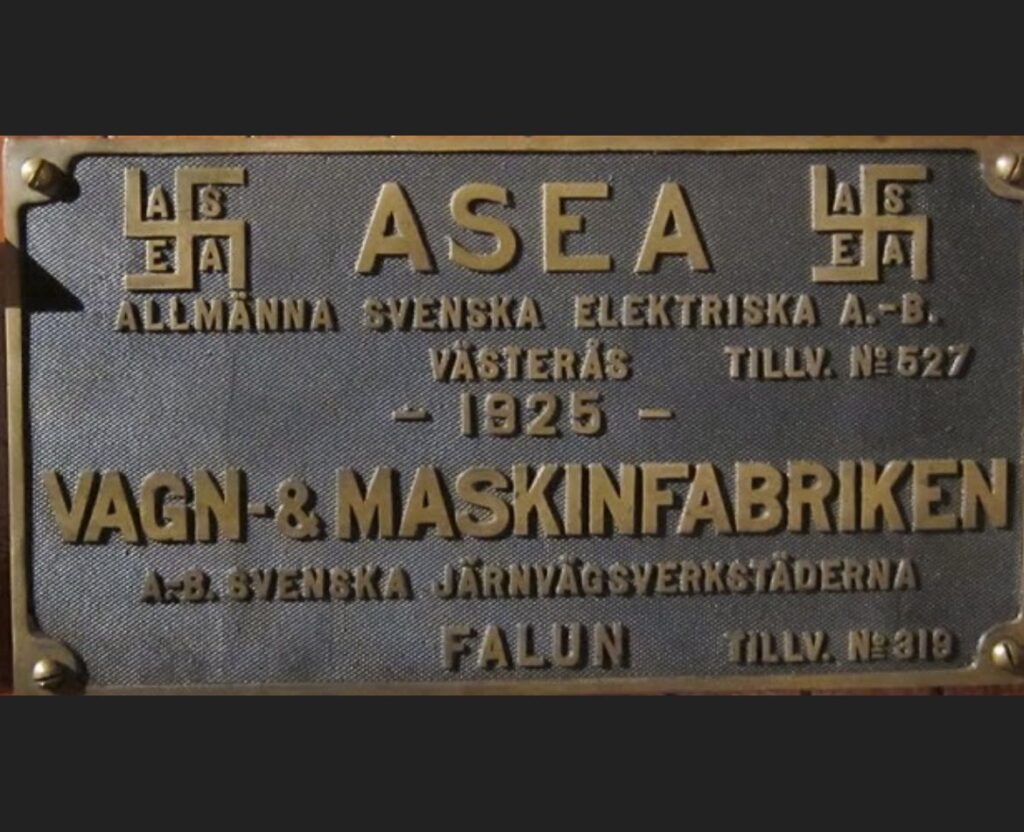 A S ASEA A S
E A E A
ALLMÄNNA SVENSKA ELEKTRISKA A.-B.
VÄSTERÅS TILLV. Nº 527
- 1925 -
VAGN- & MASKINFABRIKEN
A.-B. SVENSKA JÄRNVÄGSVERKSTÄDERNA
FALUN TILLV. Nº 319